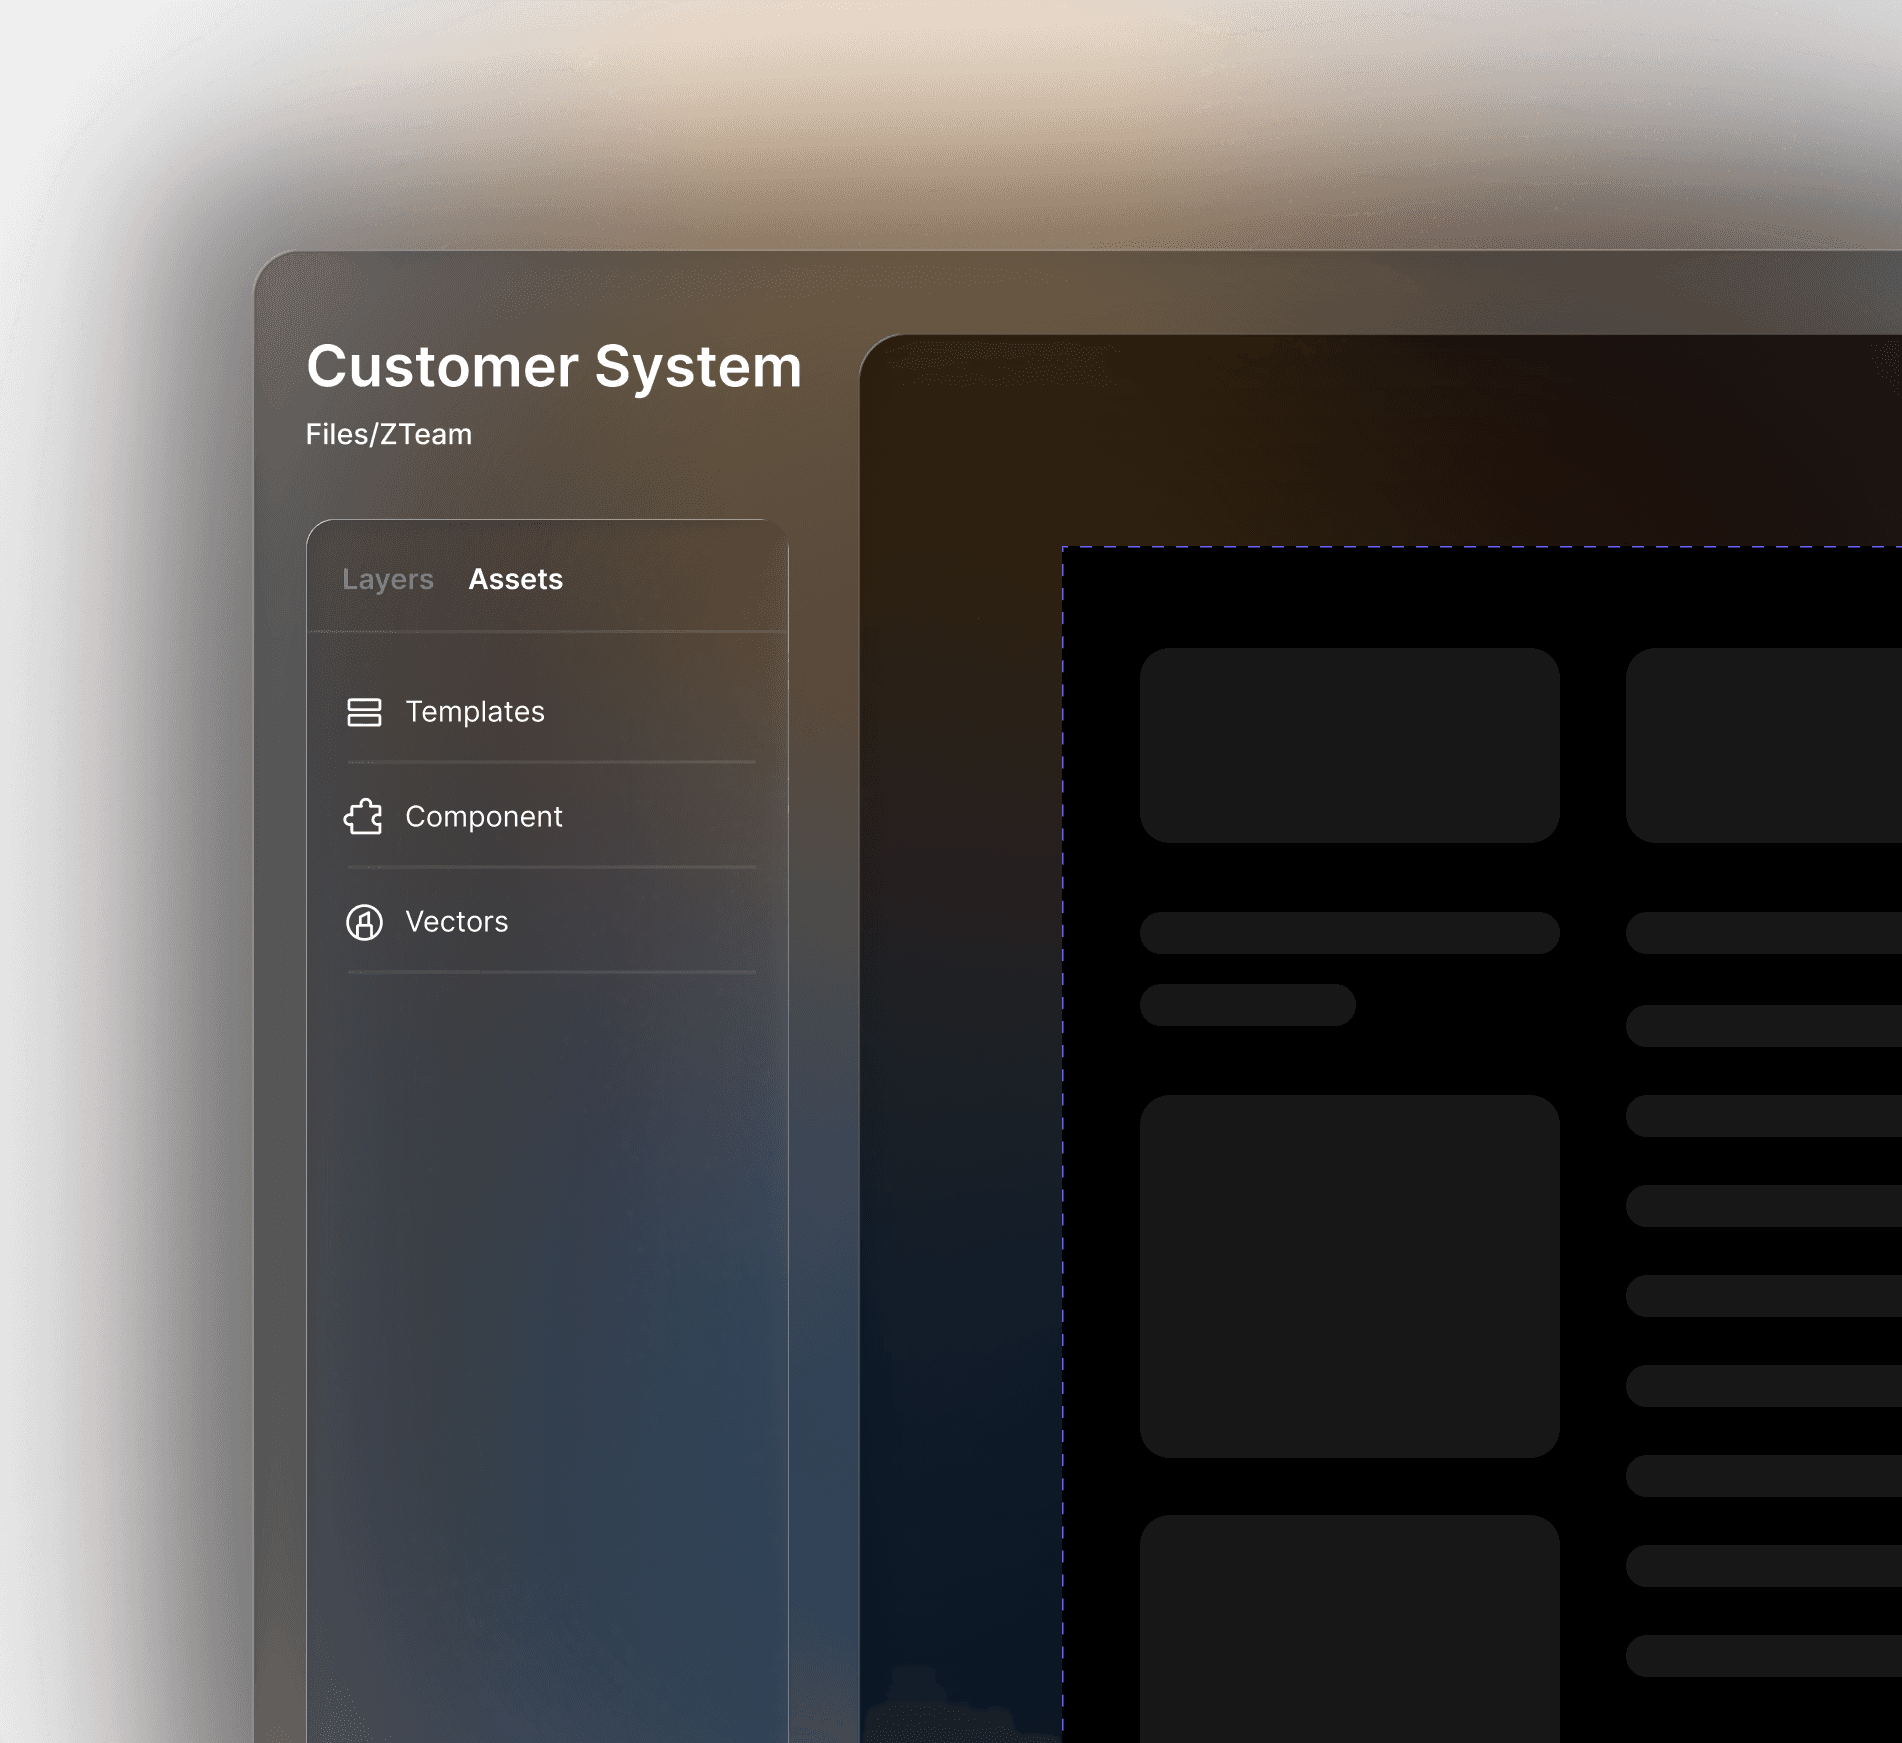 Customer System
Files/ZTeam
Layers Assets
Templates
Component
Vectors